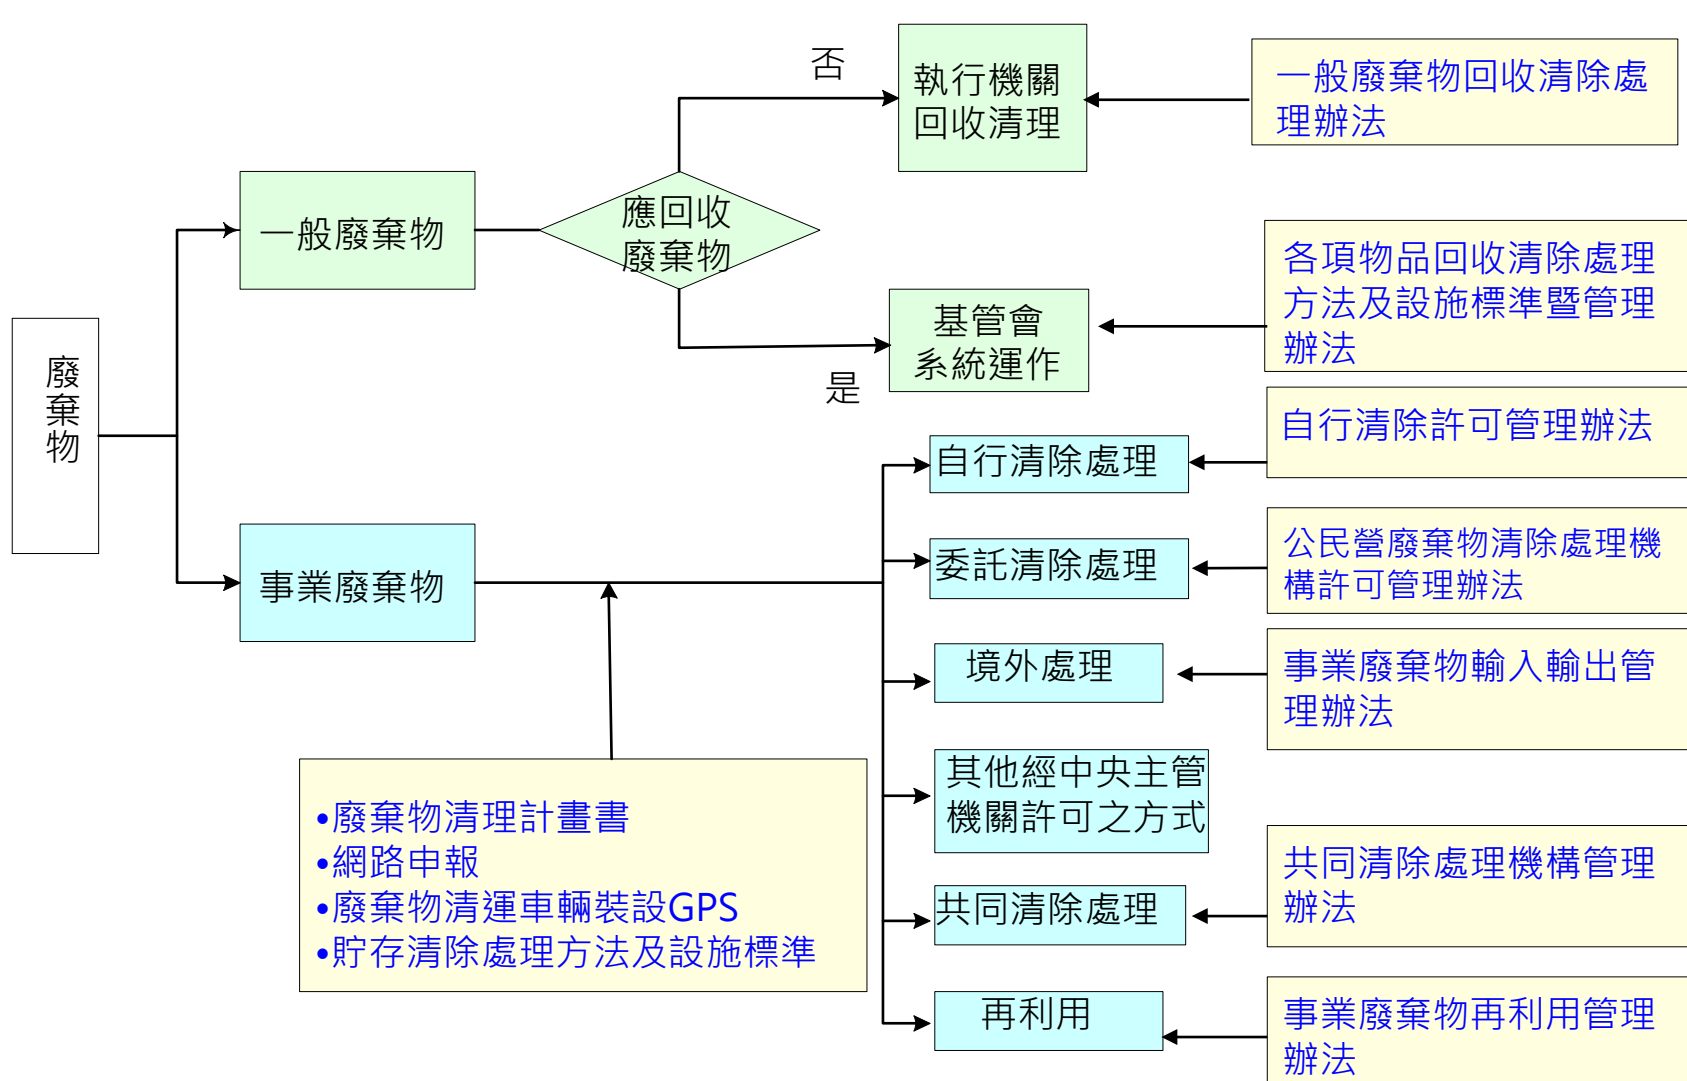 否
執行機關
回收清理
一般廢棄物回收清除處
理辦法
一般廢棄物
應回收
廢棄物
各項物品回收清除處理
方法及設施標準暨管理
辦法
基管會
系統運作
是
廢棄物
自行清除處理
自行清除許可管理辦法
委託清除處理
公民營廢棄物清除處理機
構許可管理辦法
事業廢棄物
境外處理
事業廢棄物輸入輸出管
理辦法
其他經中央主管
機關許可之方式
•廢棄物清理計畫書
•網路申報
•廢棄物清運車輛裝設GPS
•貯存清除處理方法及設施標準
共同清除處理
共同清除處理機構管理
辦法
再利用
事業廢棄物再利用管理
辦法